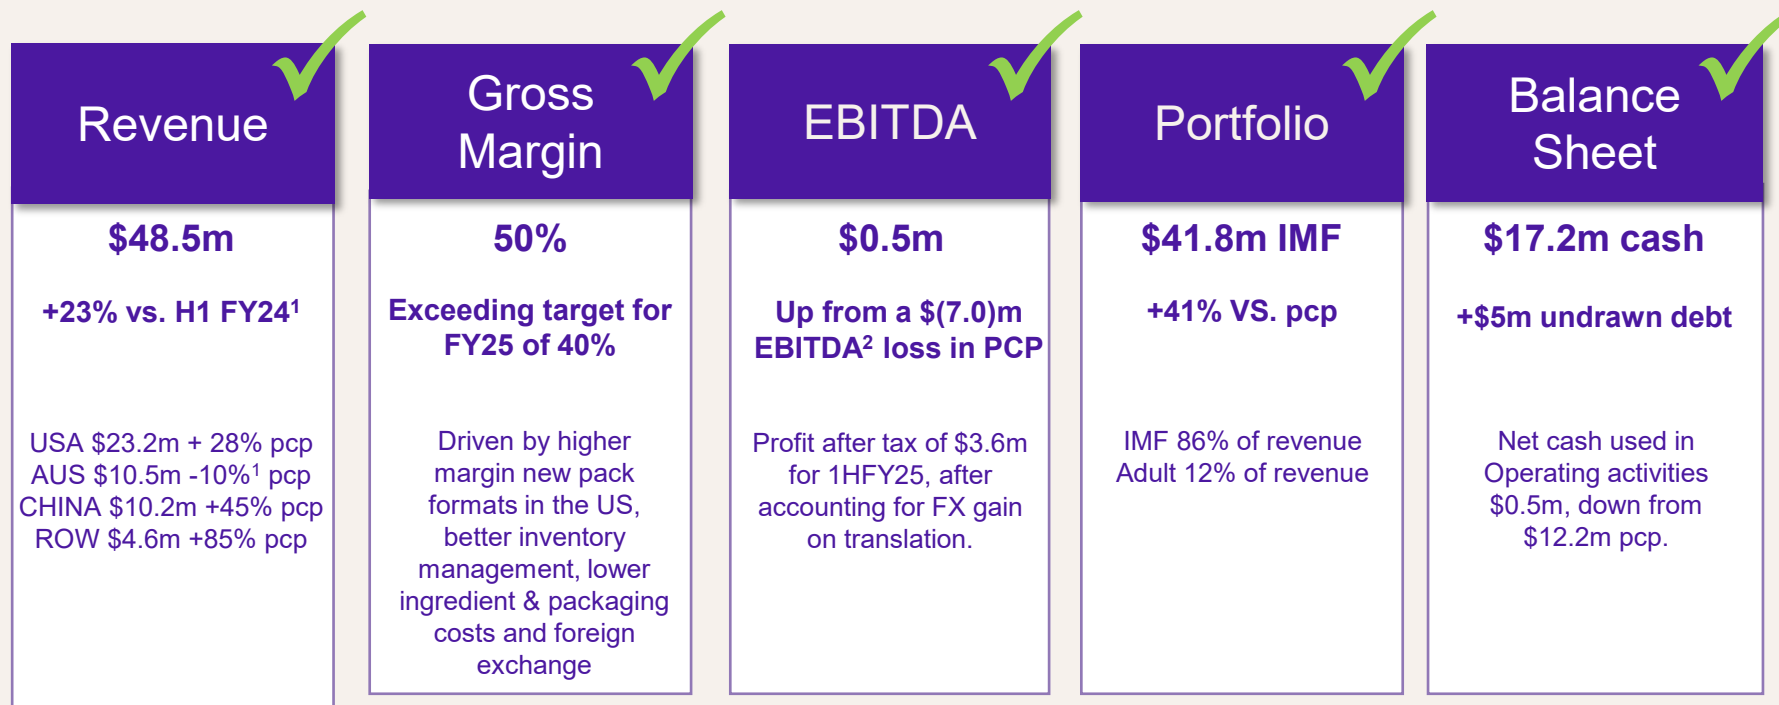 Revenue
$48.5m
+23% vs. H1 FY24¹
USA $23.2m + 28% pcp
AUS $10.5m -10%¹ pcp
CHINA $10.2m +45% pcp
ROW $4.6m +85% pcp
Gross
Margin
50%
Exceeding target for
FY25 of 40%
Driven by higher
margin new pack
formats in the US,
better inventory
management, lower
ingredient & packaging
costs and foreign
exchange
EBITDA
$0.5m
Up from a $(7.0)m
EBITDA² loss in PCP
Profit after tax of $3.6m
for 1HFY25, after
accounting for FX gain
on translation.
Portfolio
$41.8m IMF
+41% VS. pcp
IMF 86% of revenue
Adult 12% of revenue
Balance
Sheet
$17.2m cash
+$5m undrawn debt
Net cash used in
Operating activities
$0.5m, down from
$12.2m pcp.